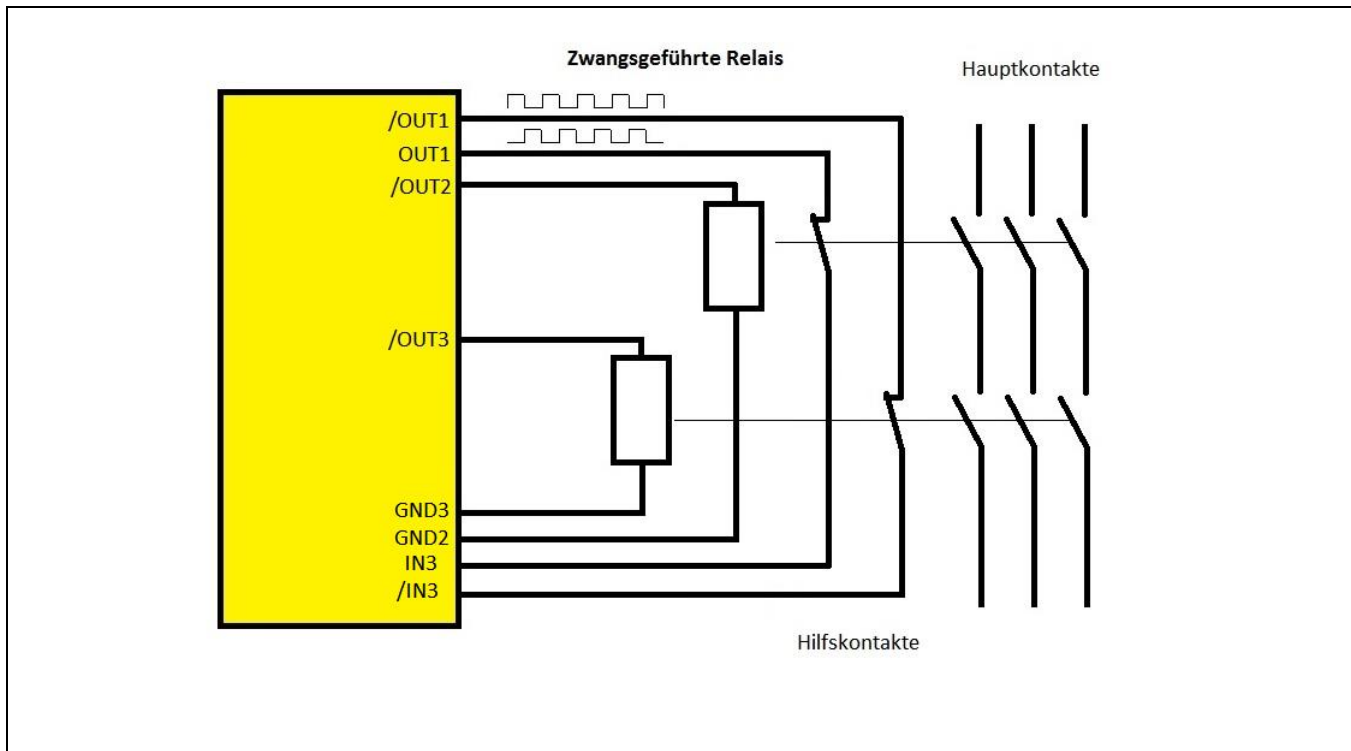 Zwangsgeführte Relais
Hauptkontakte
/OUT1
OUT1
/OUT2
/OUT3
GND3
GND2
IN3
/IN3
Hilfskontakte